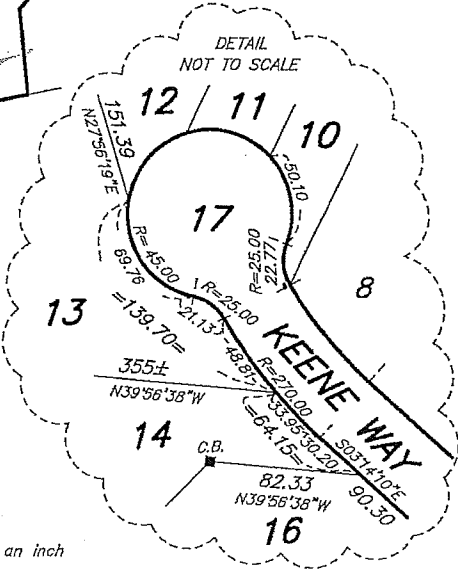 DETAIL
NOT TO SCALE
12
11
10
151.39
N27°56'19"E
50.10
17
R=25.00
22.77
8
R=45.00
69.76
R=25.00
21.13
13
=139.70=
48.81
KEENE WAY
R=270.00
355±
N39°56'38"W
33.95
30.20
=64.15=
S03°14'10"E
90.30
14
C.B.
82.33
N39°56'38"W
16
an inch